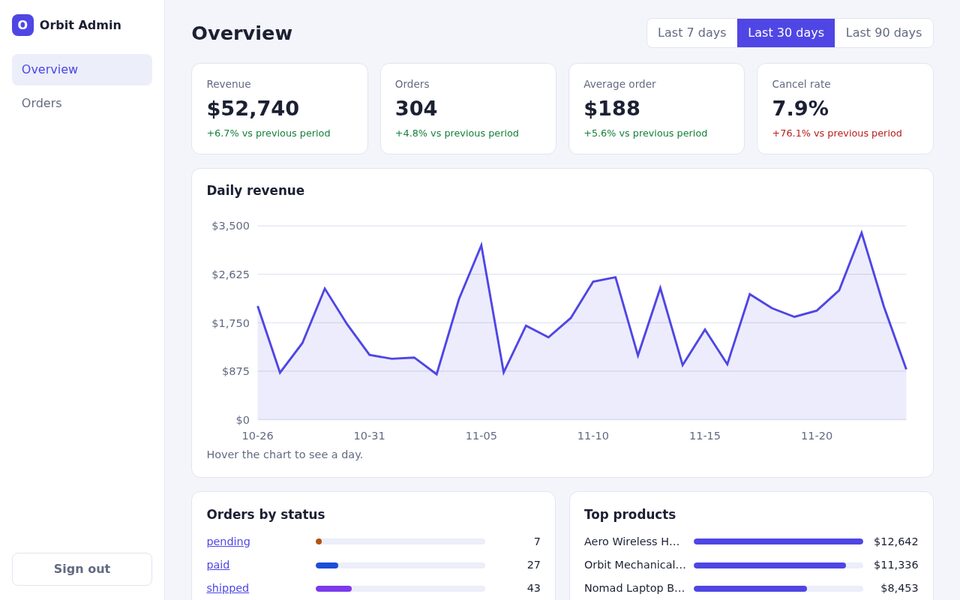 O Orbit Admin
Overview
Orders
Sign out
Overview
Last 7 days Last 30 days Last 90 days
Revenue
$52,740
+6.7% vs previous period
Orders
304
+4.8% vs previous period
Average order
$188
+5.6% vs previous period
Cancel rate
7.9%
+76.1% vs previous period
Daily revenue
$3,500
$2,625
$1,750
$875
$0
10-26 10-31 11-05 11-10 11-15 11-20
Hover the chart to see a day.
Orders by status
pending 7
paid 27
shipped 43
Top products
Aero Wireless H... $12,642
Orbit Mechanical... $11,336
Nomad Laptop B... $8,453